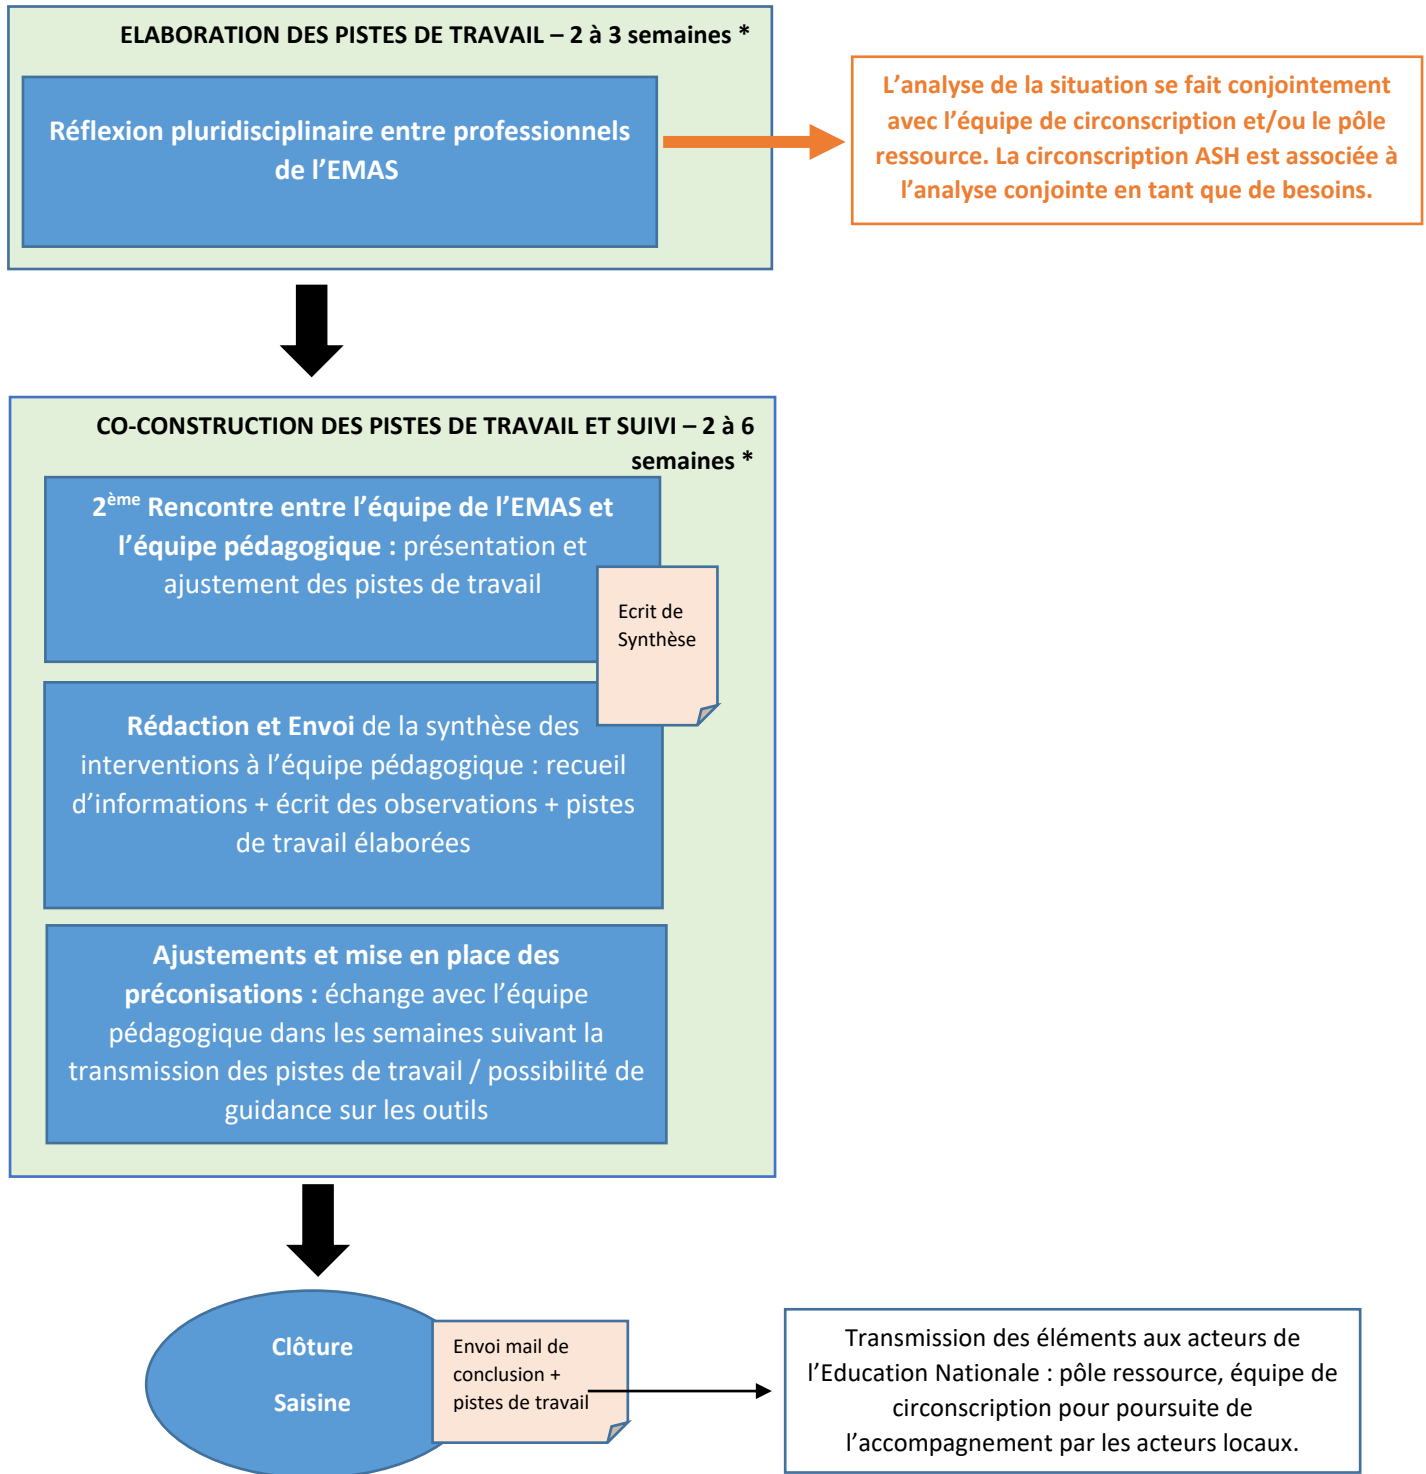 ELABORATION DES PISTES DE TRAVAIL – 2 à 3 semaines *
Réflexion pluridisciplinaire entre professionnels
de l’EMAS
L’analyse de la situation se fait conjointement
avec l’équipe de circonscription et/ou le pôle
ressource. La circonscription ASH est associée à
l’analyse conjointe en tant que de besoins.
CO-CONSTRUCTION DES PISTES DE TRAVAIL ET SUIVI – 2 à 6
semaines *
2ème Rencontre entre l’équipe de l’EMAS et
l’équipe pédagogique : présentation et
ajustement des pistes de travail
Ecrit de
Synthèse
Rédaction et Envoi de la synthèse des
interventions à l’équipe pédagogique : recueil
d’informations + écrit des observations + pistes
de travail élaborées
Ajustements et mise en place des
préconisations : échange avec l’équipe
pédagogique dans les semaines suivant la
transmission des pistes de travail / possibilité de
guidance sur les outils
Clôture
Saisine
Envoi mail de
conclusion +
pistes de travail
Transmission des éléments aux acteurs de
l’Education Nationale : pôle ressource, équipe de
circonscription pour poursuite de
l’accompagnement par les acteurs locaux.